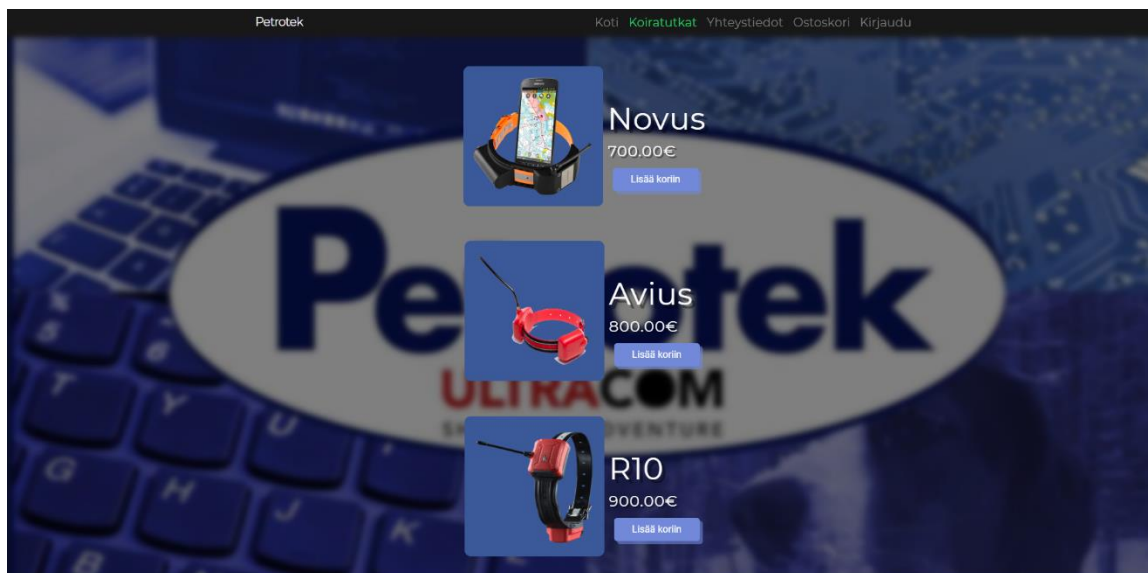 Petrotek
Koti Koiratutkat Yhteystiedot Ostoskori Kirjaudu
Novus
700.00€
Lisää koriin
Avius
800.00€
Lisää koriin
R10
900.00€
Lisää koriin
ULTRACOM